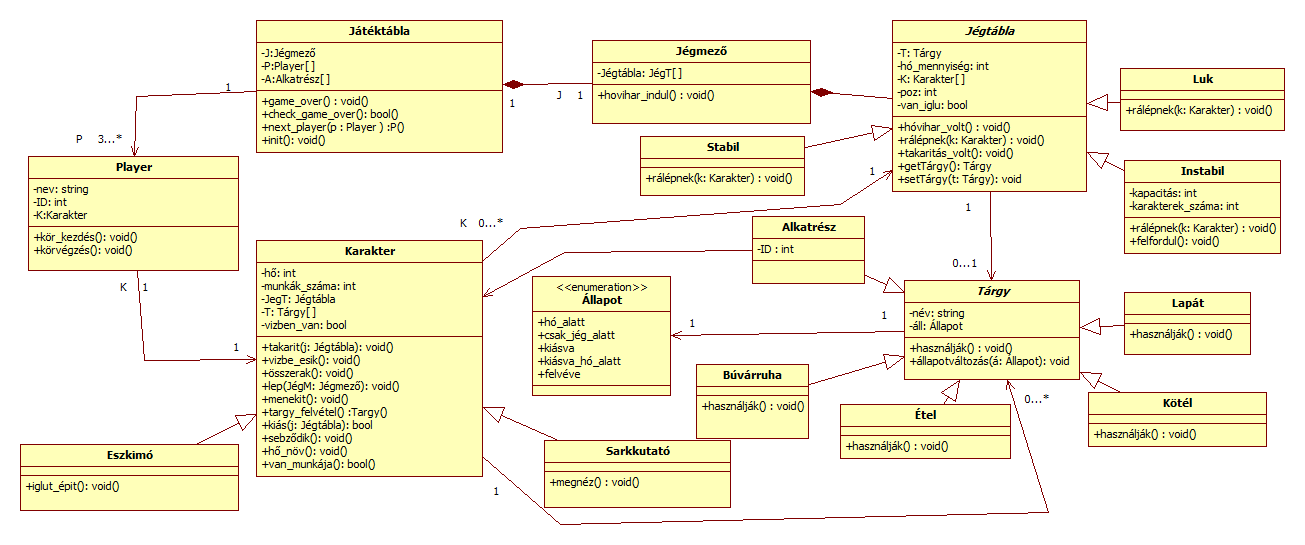 Játéktábla
-J:Jégmező
-P:Player[]
-A:Alkatrész[]
+game_over() : void()
+check_game_over(): bool()
+next_player(p : Player ) :P()
+init(): void()
1
1
J
1
Jégmező
-Jégtábla: JégT[]
+hovihar_indul() : void()
Jégtábla
-T: Tárgy
-hó_mennyiség: int
-K: Karakter[]
-poz: int
-van_iglu: bool
+hóvihar_volt() : void()
+rálépnek(k: Karakter) : void()
+takaritás_volt(): void()
+getTárgy(): Tárgy
+setTárgy(t: Tárgy): void
Luk
+rálépnek(k: Karakter) : void()
Stabil
+rálépnek(k: Karakter) : void()
Instabil
-kapacitás: int
-karakterek_száma: int
+rálépnek(k: Karakter) : void()
+felfordul(): void()
P 3...*
Player
-nev: string
-ID: int
-K:Karakter
+kör_kezdés(): void()
+körvégzés(): void()
K 1
1
K 0...*
1
1
0...1
Karakter
-hő: int
-munkák_száma: int
-JegT: Jégtábla
-T: Tárgy[]
-vizben_van: bool
+takarit(j: Jégtábla): void()
+vizbe_esik(): void()
+összerak(): void()
+lep(JégM: Jégmező): void()
+menekit(): void()
+targy_felvétel() :Targy()
+kiás(j: Jégtábla): bool
+sebződik(): void()
+hő_növ(): void()
+van_munkája(): bool()
Alkatrész
-ID : int
<<enumeration>>
Állapot
+hó_alatt
+csak_jég_alatt
+kiásva
+kiásva_hó_alatt
+felvéve
1
1
Tárgy
-név: string
-áll: Állapot
+használják() : void()
+állapotváltozás(á: Állapot): void
Lapát
+használják() : void()
Búvárruha
+használják() : void()
Étel
+használják() : void()
0...*
Kötél
+használják() : void()
Eszkimó
+iglut_épit(): void()
Sarkkutató
+megnéz() : void()
1